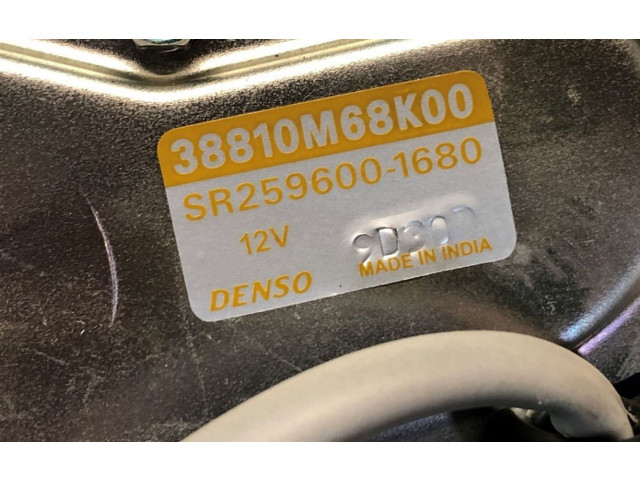 38810M68K00
SR259600-1680
12V
MADE IN INDIA
DENSO